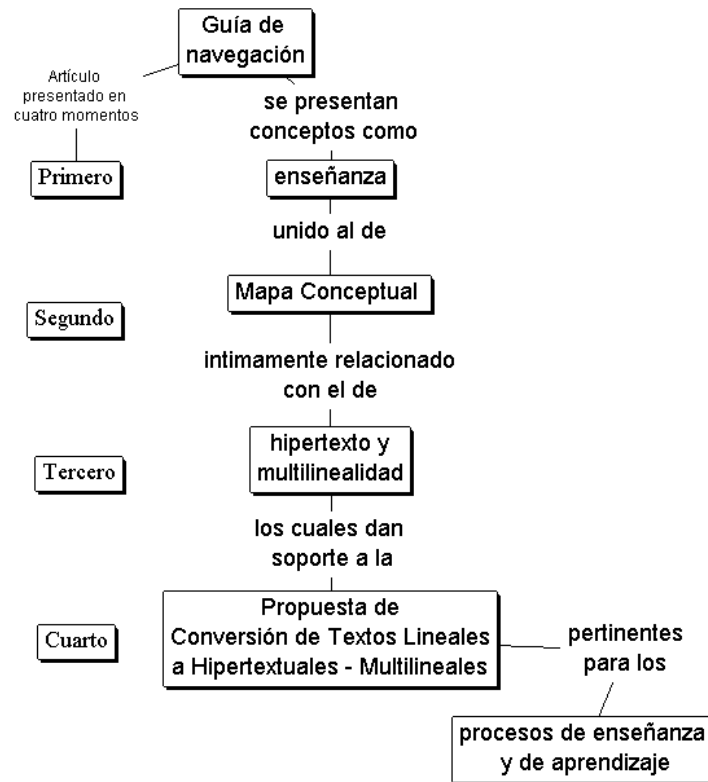 Guía de
navegación
Artículo
presentado en
cuatro momentos
se presentan
conceptos como
Primero
enseñanza
unido al de
Segundo
Mapa Conceptual
intimamente relacionado
con el de
Tercero
hipertexto y
multilinealidad
los cuales dan
soporte a la
Cuarto
Propuesta de
Conversión de Textos Lineales
a Hipertextuales - Multilineales
pertinentes
para los
procesos de enseñanza
y de aprendizaje